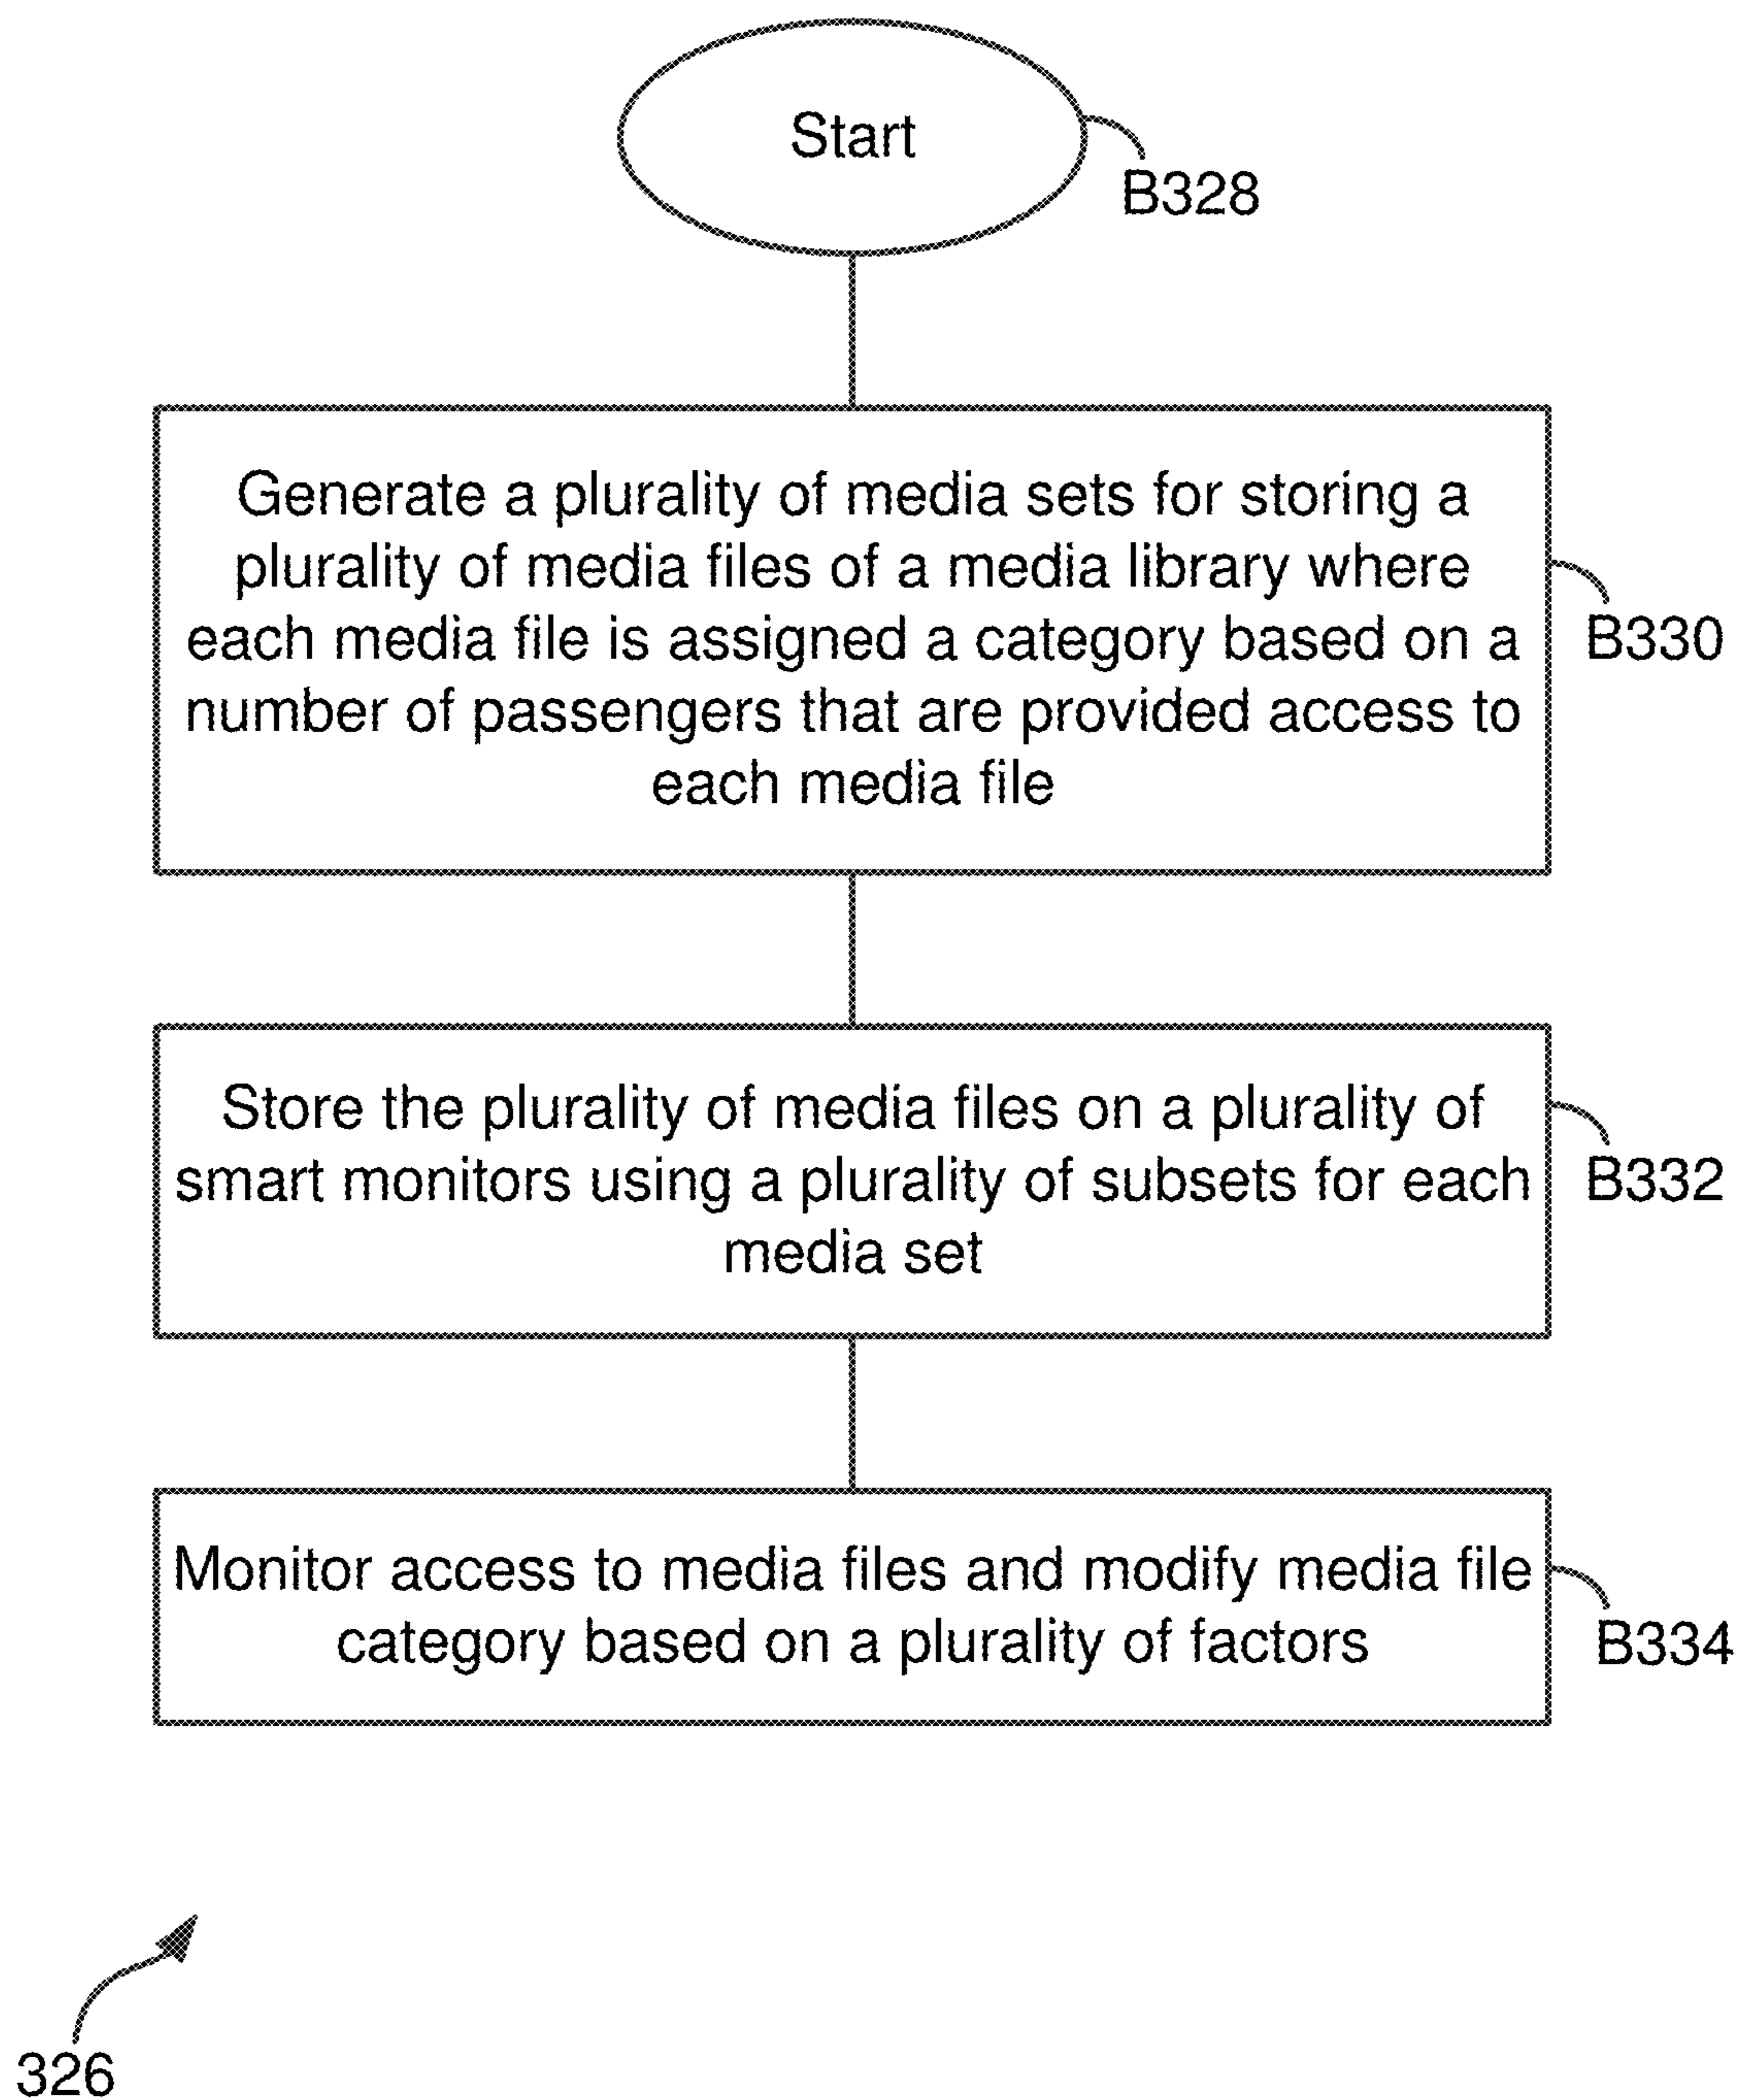 Start
B328
Generate a plurality of media sets for storing a
plurality of media files of a media library where
each media file is assigned a category based on a
number of passengers that are provided access to
each media file
B330
Store the plurality of media files on a plurality of
smart monitors using a plurality of subsets for each
media set
B332
Monitor access to media files and modify media file
category based on a plurality of factors
B334
326